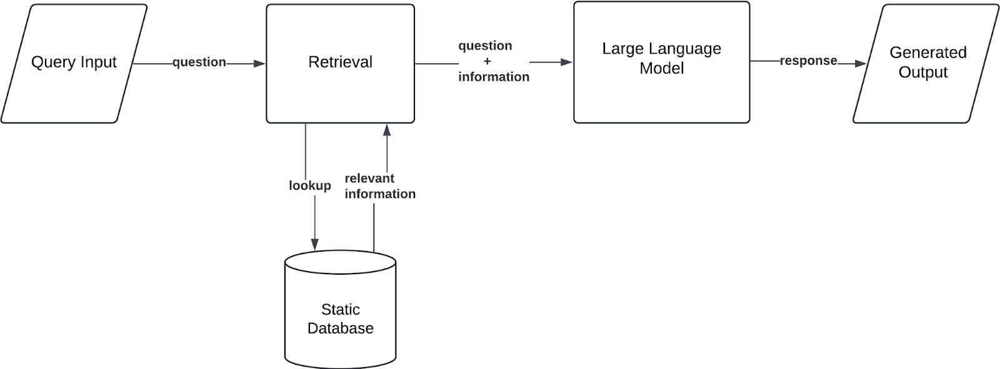 Query Input
question
Retrieval
question
+
information
Large Language
Model
response
Generated
Output
lookup
relevant
information
Static
Database